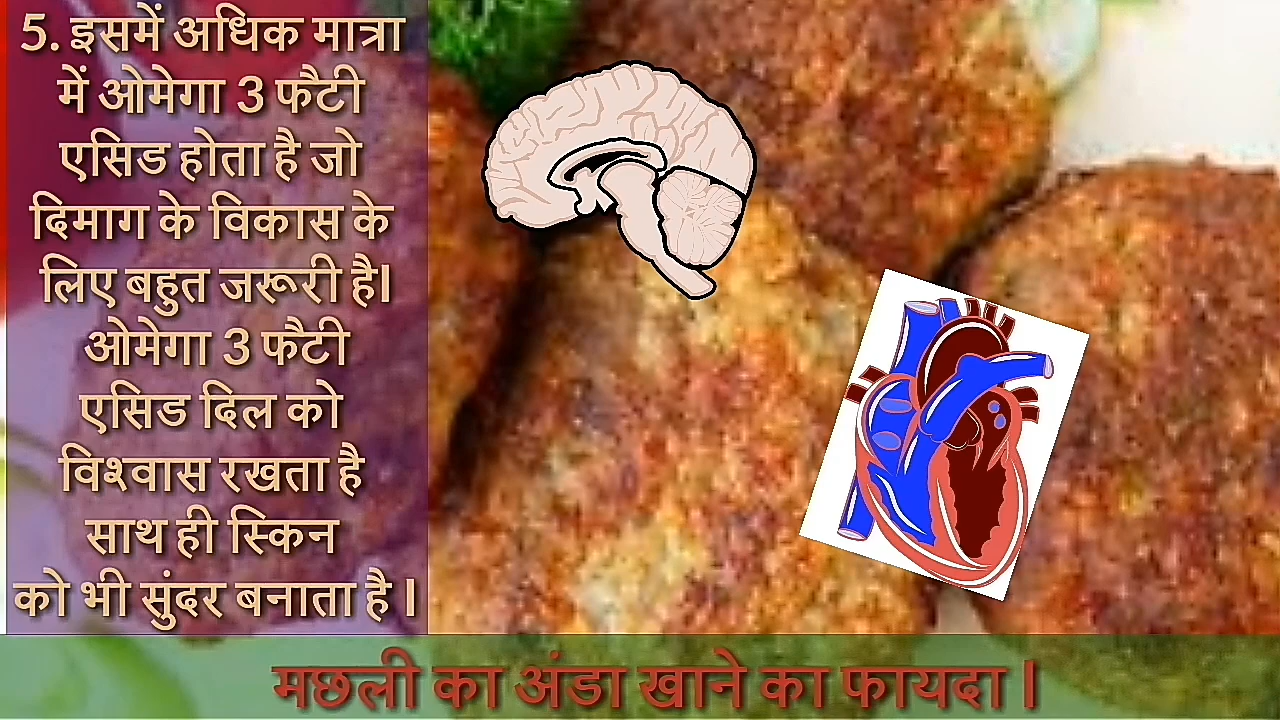 5. इसमें अधिक मात्रा
में ओमेगा 3 फैटी
एसिड होता है जो
दिमाग के विकास के
लिए बहुत जरूरी है।
ओमेगा 3 फैटी
एसिड दिल को
विश्वास रखता है
साथ ही स्किन
को भी सुंदर बनाता है ।
मछली का अंडा खाने का फायदा ।